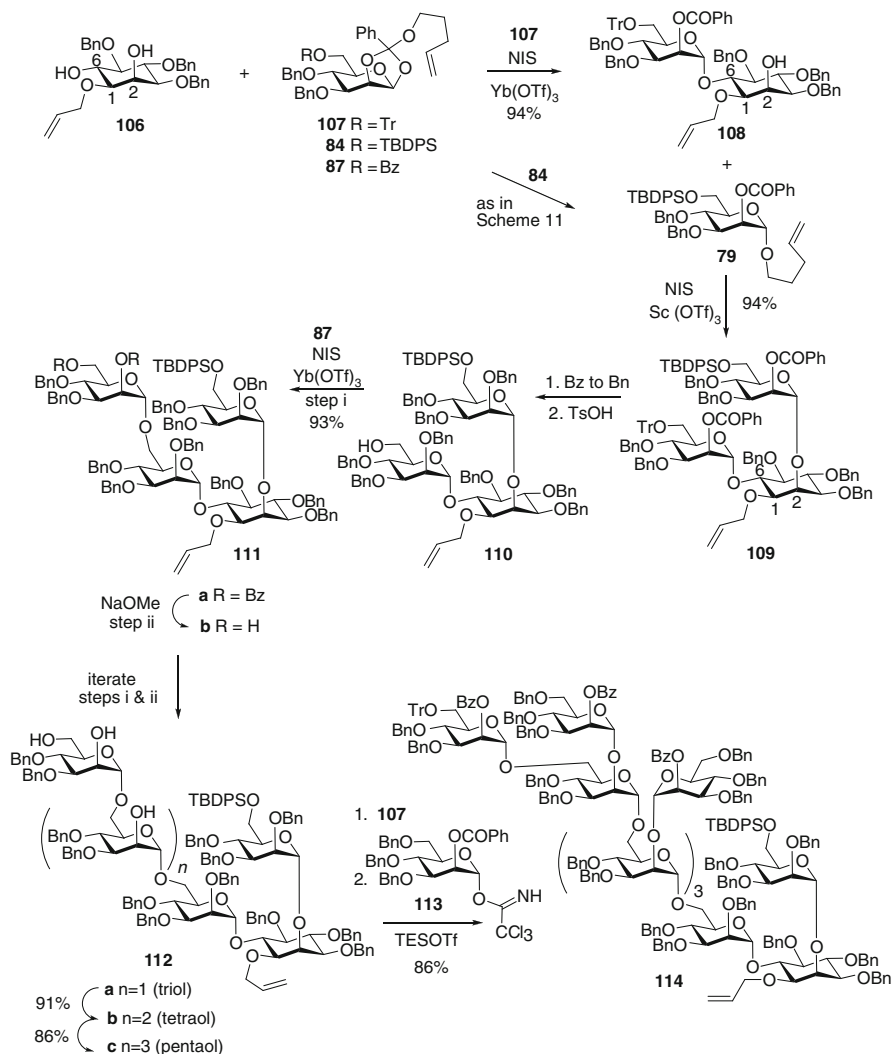 BnO
OH
HO
6
OBn
OBn
O
1
2
106
+
Ph
O
O
RO
O
BnO
O
BnO
107 R = Tr
84 R = TBDPS
87 R = Bz
107
NIS
Yb(OTf)3
94%
TrO
OCOPh
BnO
O
BnO
BnO
OH
O
6
OBn
OBn
O
1
2
108
+
84
as in
Scheme 11
TBDPSO
OCOPh
BnO
O
BnO
O
79
NIS
Sc (OTf)3
94%
TBDPSO
OCOPh
BnO
O
BnO
TrO
OCOPh
BnO
O
BnO
BnO
O
O
6
OBn
OBn
O
1
2
109
1. Bz to Bn
2. TsOH
TBDPSO
OBn
O
BnO
BnO
HO
OBn
BnO
O
BnO
BnO
O
O
OBn
OBn
O
110
87
NIS
Yb(OTf)3
step i
93%
RO
OR
BnO
O
BnO
TBDPSO
OBn
O
BnO
BnO
O
OBn
BnO
O
BnO
BnO
O
O
OBn
OBn
O
111
NaOMe
step ii
a R = Bz
b R = H
iterate
steps i & ii
HO
OH
BnO
O
BnO
O
OH
BnO
O
BnO
n
TBDPSO
OBn
O
BnO
BnO
O
OBn
BnO
O
BnO
BnO
O
O
OBn
OBn
O
112
91%
a n=1 (triol)
b n=2 (tetraol)
86%
c n=3 (pentaol)
1. 107
BnO
OCOPh
BnO
O
BnO
2.
O
NH
113
CCl3
TESOTf
86%
TrO
BzO
BnO
O
BnO
BnO
OBz
BnO
O
BnO
O
BnO
O
BnO
O
BzO
OBn
O
OBn
OBn
O
O
O
BnO
O
BnO
3
TBDPSO
OBn
O
BnO
BnO
O
OBn
BnO
O
BnO
BnO
O
O
OBn
OBn
O
114